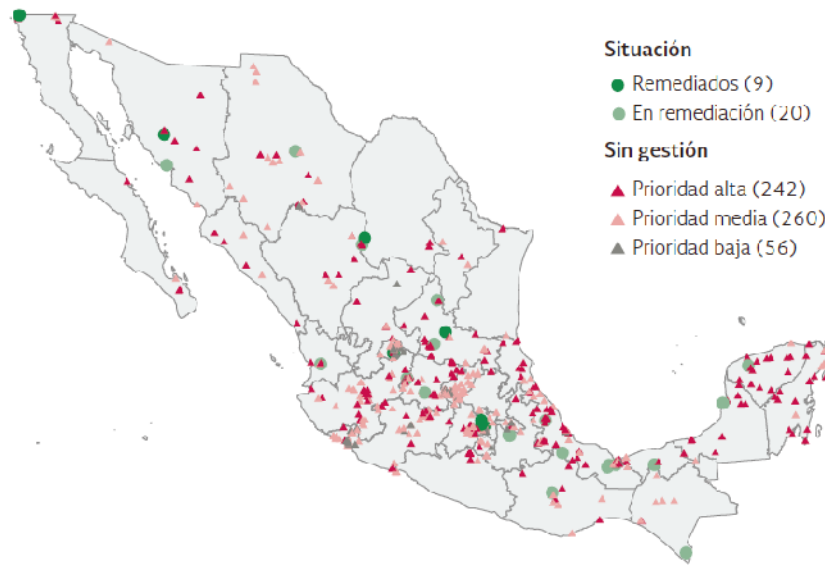 Situación
Remediados (9)
En remediación (20)
Sin gestión
Prioridad alta (242)
Prioridad media (260)
Prioridad baja (56)